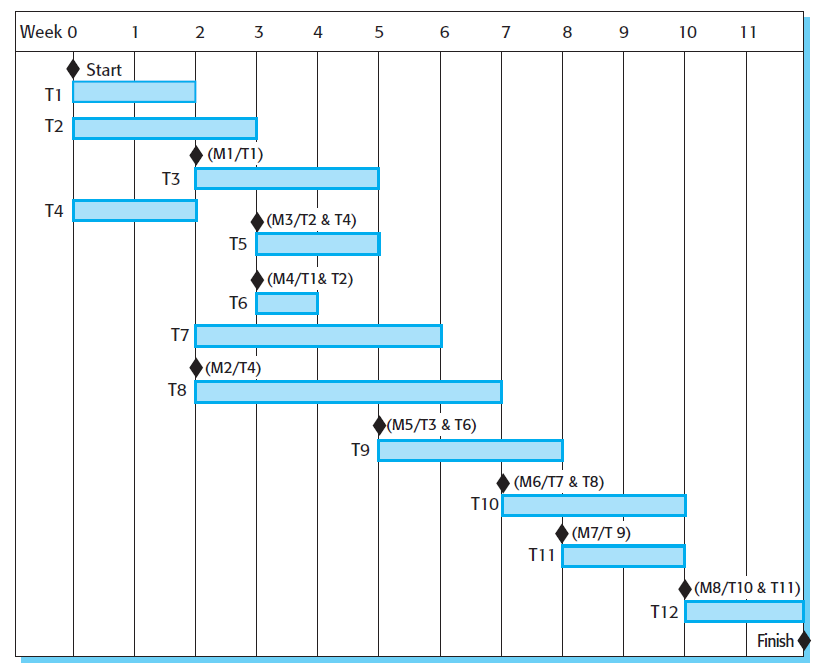 Week 0 1 2 3 4 5 6 7 8 9 10 11
Start
T1
T2
(M1/T1)
T3
T4
(M3/T2 & T4)
T5
(M4/T1& T2)
T6
T7
(M2/T4)
T8
(M5/T3 & T6)
T9
(M6/T7 & T8)
T10
(M7/T 9)
T11
(M8/T10 & T11)
T12
Finish